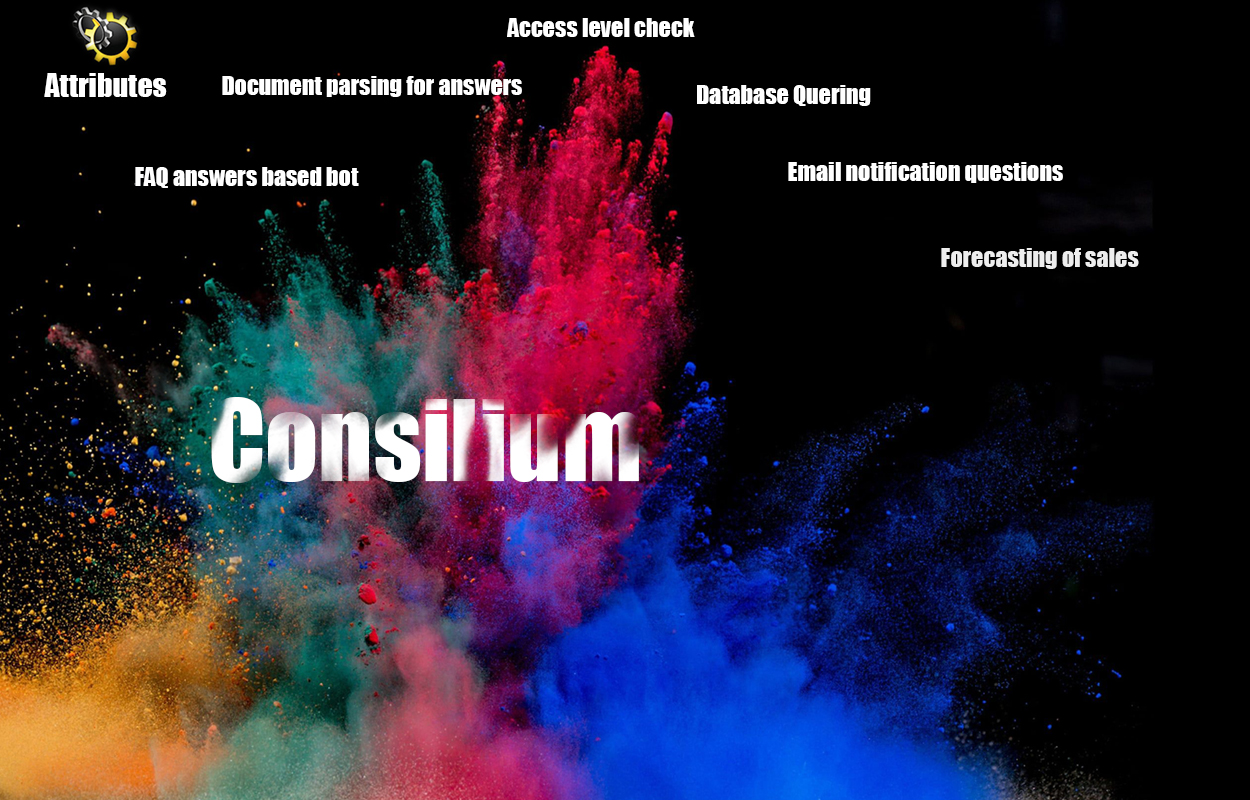 Access level check
Attributes
Document parsing for answers
Database Quering
FAQ answers based bot
Email notification questions
Forecasting of sales
Consilium